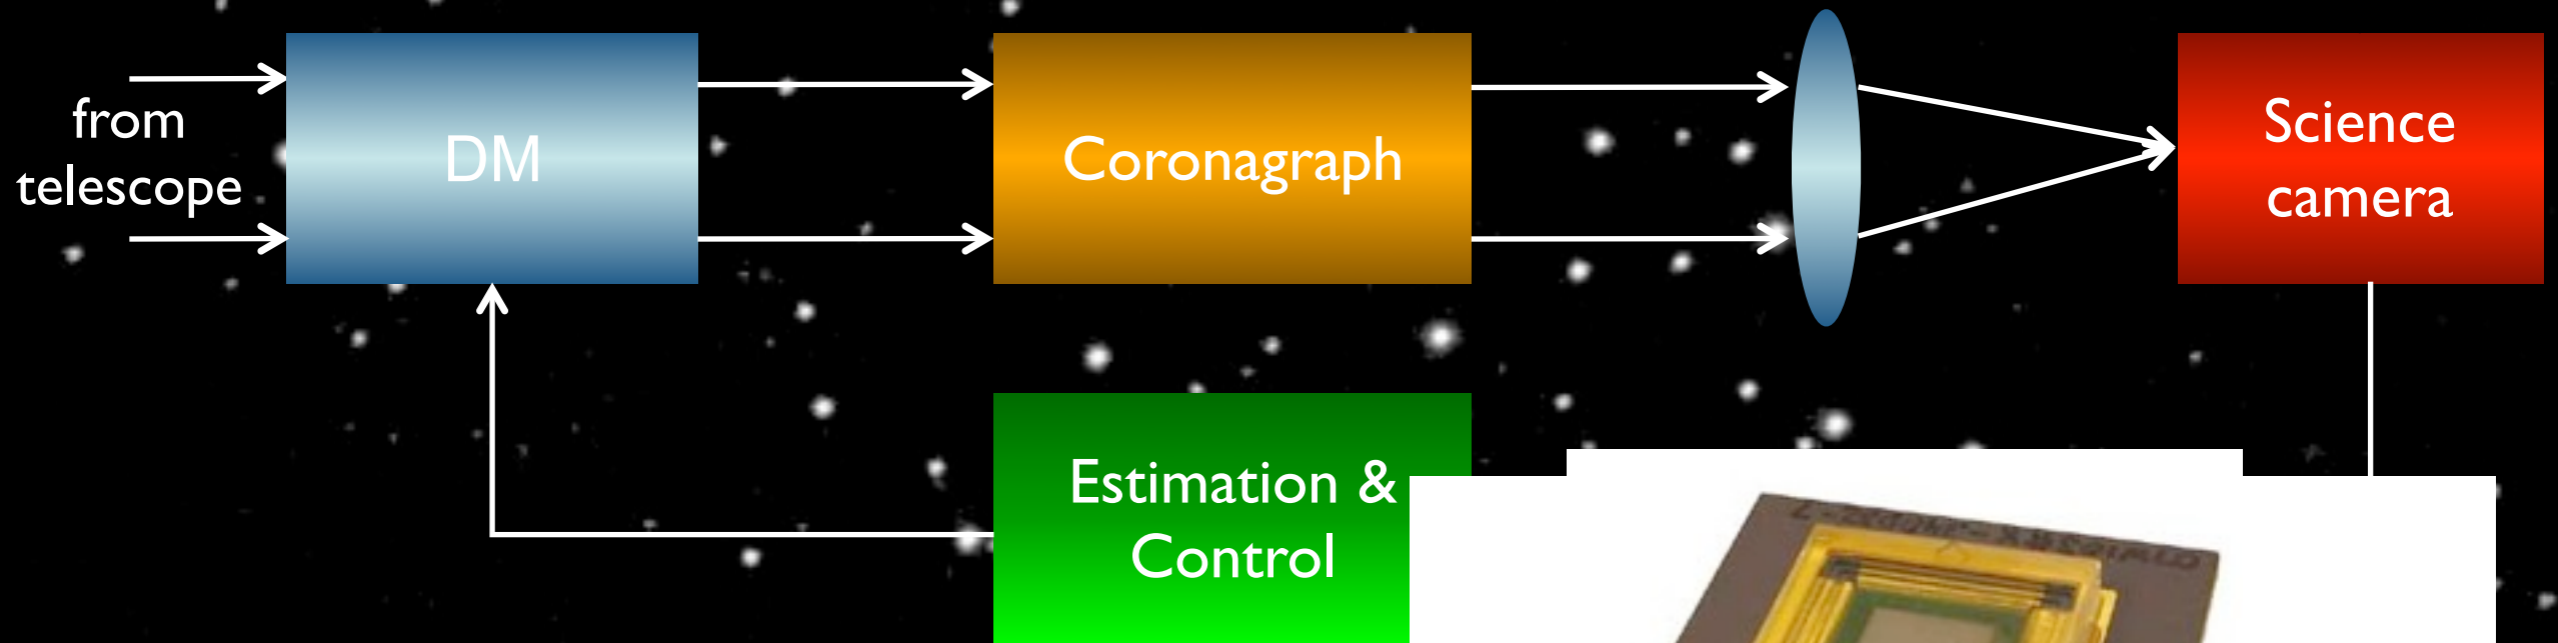 from
telescope
DM
Coronagraph
Science
camera
Estimation &
Control